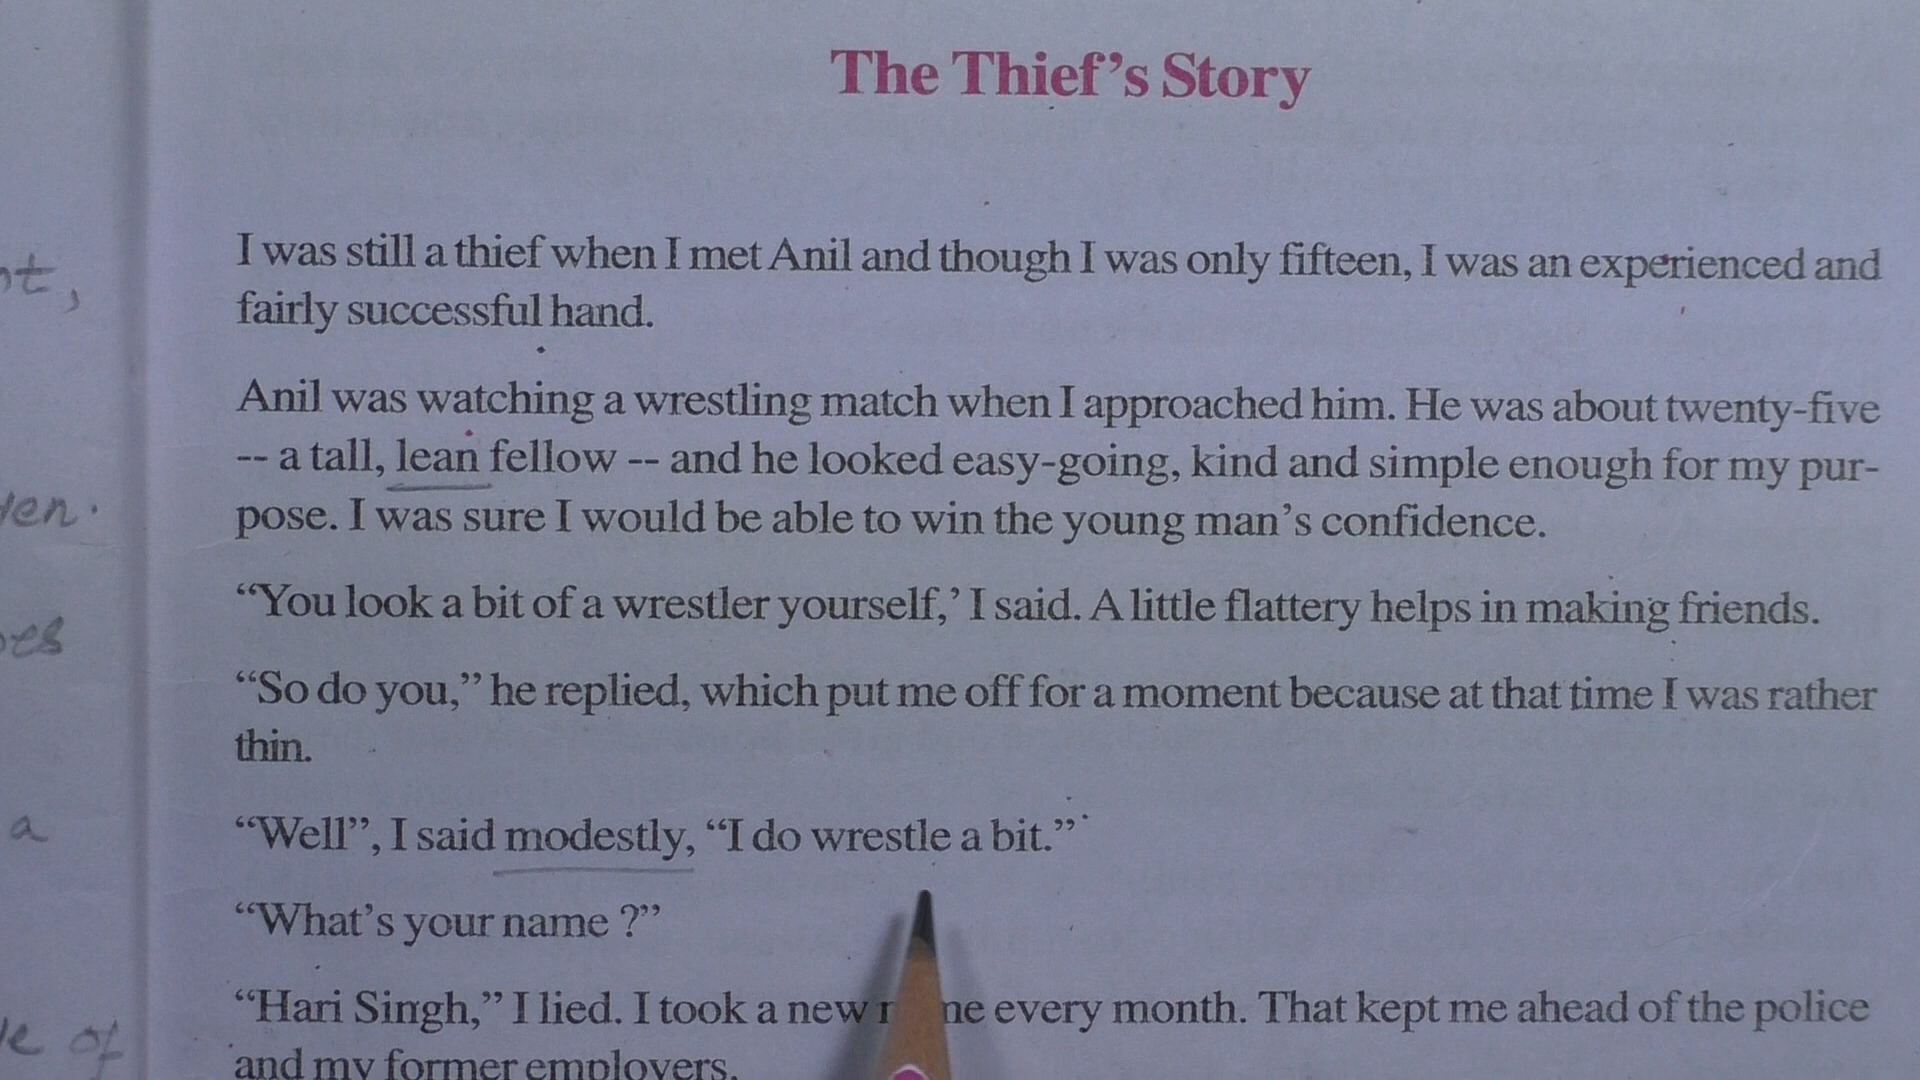 The Thief's Story
I was still a thief when I met Anil and though I was only fifteen, I was an experienced and
fairly successful hand.
Anil was watching a wrestling match when I approached him. He was about twenty-five
-- a tall, lean fellow -- and he looked easy-going, kind and simple enough for my pur-
pose. I was sure I would be able to win the young man's confidence.
“You look a bit of a wrestler yourself,’ I said. A little flattery helps in making friends.
“So do you,” he replied, which put me off for a moment because at that time I was rather
thin.
“Well”, I said modestly, “I do wrestle a bit.”
“What's your name ?”
“Hari Singh,” I lied. I took a new every month. That kept me ahead of the police
and my former employers.
a
of